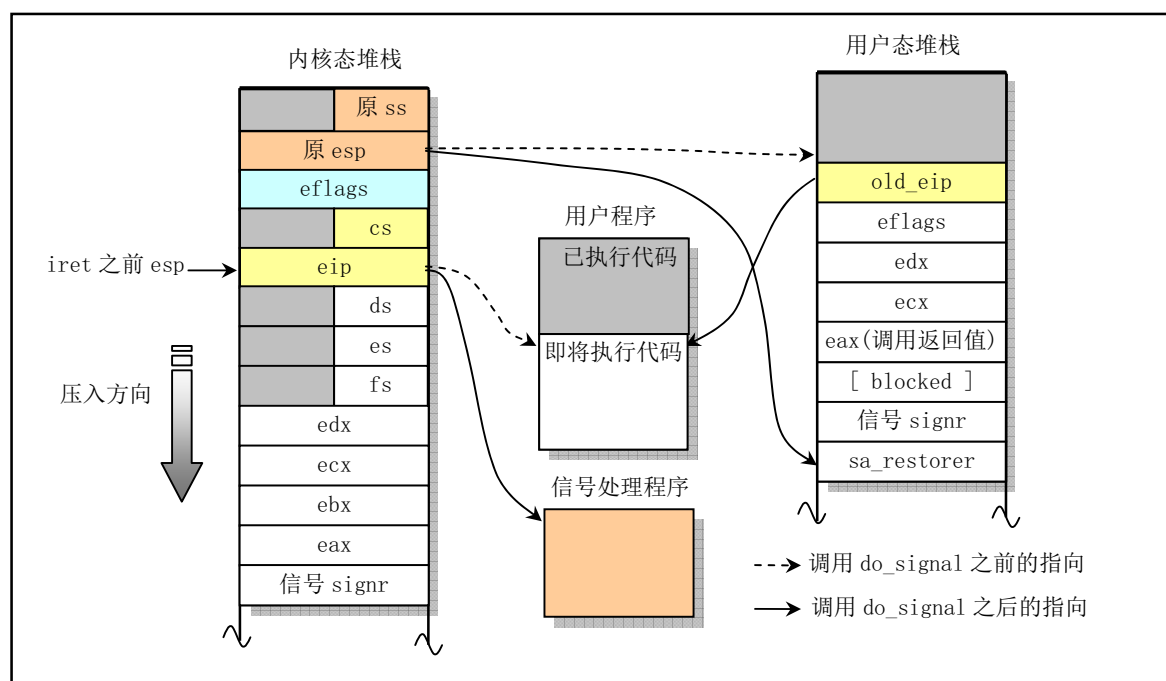 内核态堆栈
原 ss
原 esp
eflags
cs
iret 之前 esp
eip
ds
es
fs
压入方向
edx
ecx
ebx
eax
信号 signr
用户程序
已执行代码
即将执行代码
信号处理程序
用户态堆栈
old_eip
eflags
edx
ecx
eax(调用返回值)
[ blocked ]
信号 signr
sa_restorer
调用 do_signal 之前的指向
调用 do_signal 之后的指向